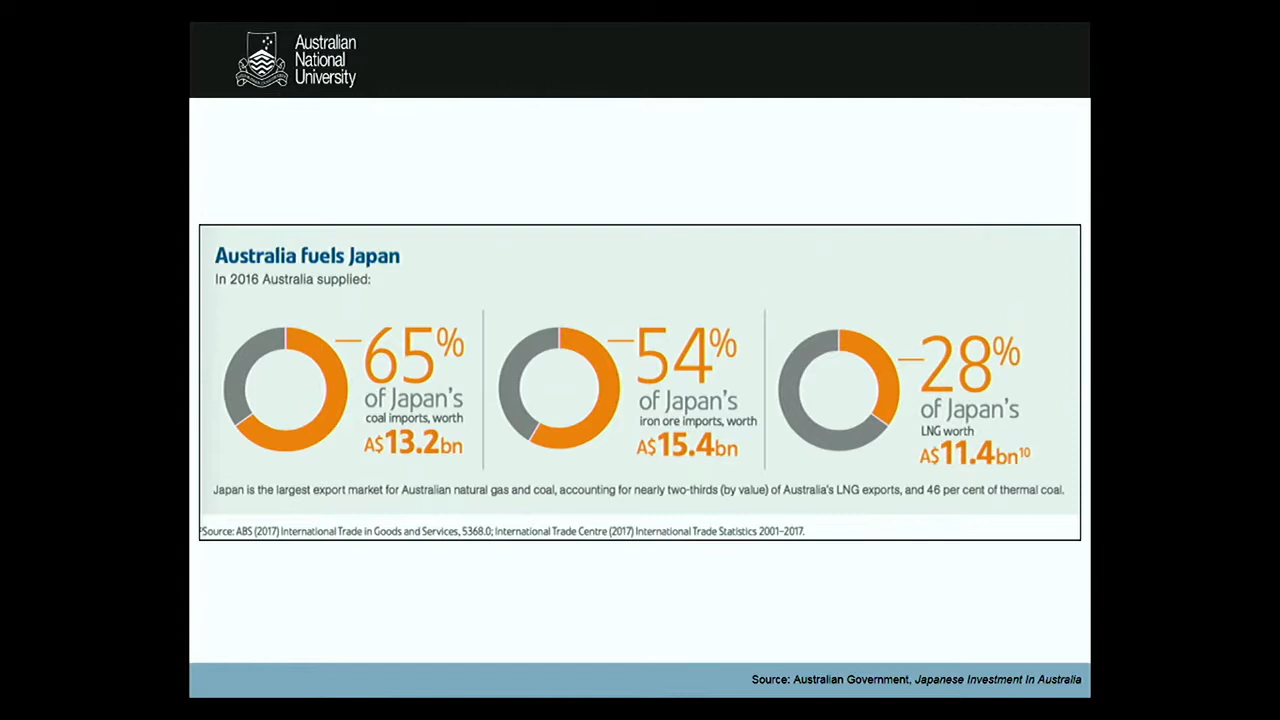 Australian
National
University
Australia fuels Japan
In 2016 Australia supplied:
65%
of Japan's
coal imports, worth
A$13.2bn
54%
of Japan's
iron ore imports, worth
A$15.4bn
28%
of Japan's
LNG worth
A$11.4bn¹⁰
Japan is the largest export market for Australian natural gas and coal, accounting for nearly two-thirds (by value) of Australia's LNG exports, and 46 per cent of thermal coal.
Source: ABS (2017) International Trade in Goods and Services, 5368.0; International Trade Centre (2017) International Trade Statistics 2001–2017.
Source: Australian Government, Japanese Investment In Australia